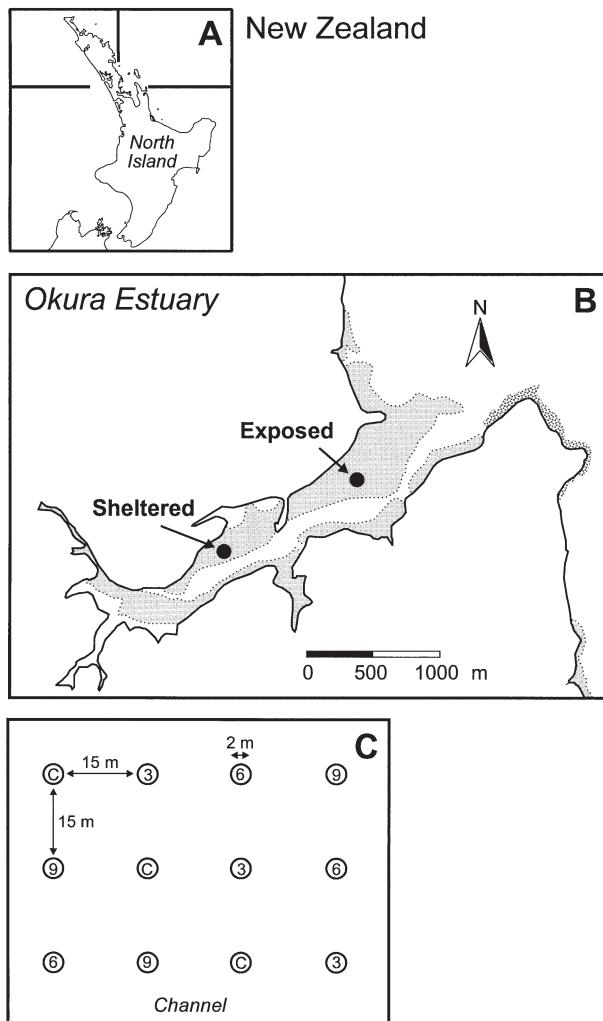 A New Zealand
North
Island
Okura Estuary B
N
Exposed
Sheltered
0 500 1000 m
C
2 m
C 15 m 3 6 9
15 m
9 C 3 6
6 9 C 3
Channel